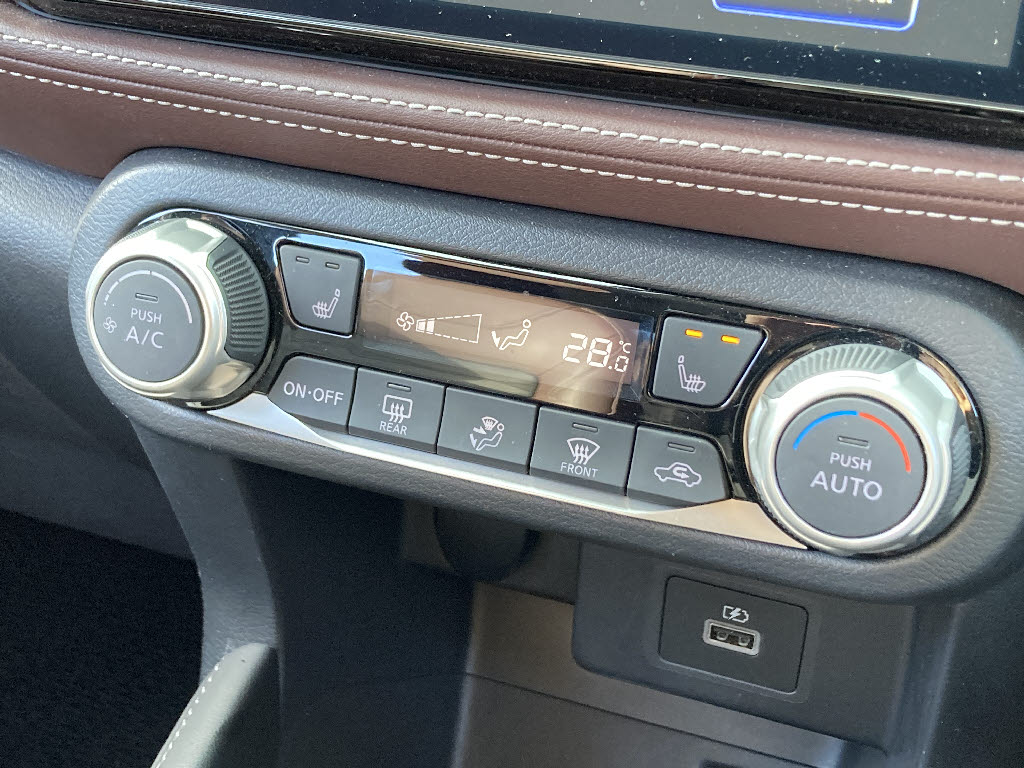 PUSH
A/C
28.0 °C
ON·OFF
REAR
FRONT
PUSH
AUTO